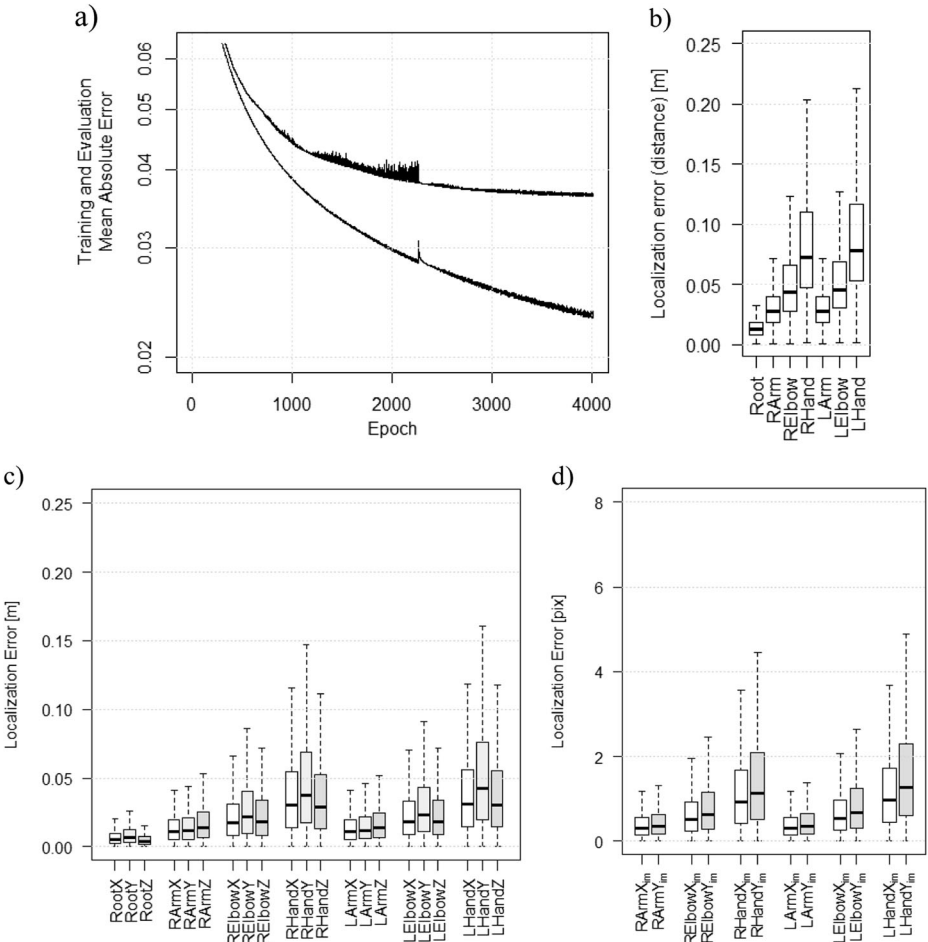 a)
Training and Evaluation
Mean Absolute Error
0.06
0.05
0.04
0.03
0.02
0
1000
2000
3000
4000
Epoch
b)
Localization error (distance) [m]
0.25
0.20
0.15
0.10
0.05
0.00
Root
RArm
RElbow
RHand
LArm
LElbow
LHand
c)
Localization Error [m]
0.25
0.20
0.15
0.10
0.05
0.00
RootX
RootY
RootZ
RArmX
RArmY
RArmZ
RElbowX
RElbowY
RElbowZ
RHandX
RHandY
RHandZ
LArmX
LArmY
LArmZ
LElbowX
LElbowY
LElbowZ
LHandX
LHandY
LHandZ
d)
Localization Error [pix]
8
6
4
2
0
RArmXim
RArmYim
RElbowXim
RElbowYim
RHandXim
RHandYim
LArmXim
LArmYim
LElbowXim
LElbowYim
LHandXim
LHandYim